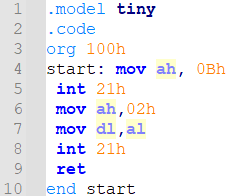 1 .model tiny
2 .code
3 org 100h
4 start: mov ah, 0Bh
5 int 21h
6 mov ah,02h
7 mov dl,al
8 int 21h
9 ret
10 end start